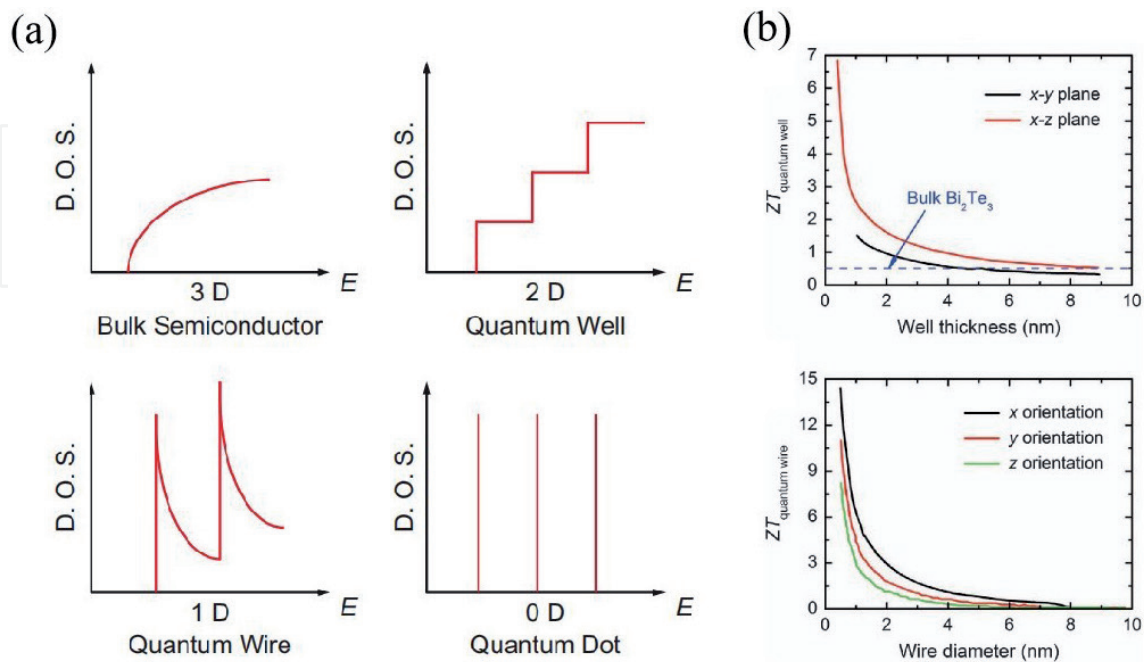 (a)
D. O. S.
E
3 D
Bulk Semiconductor
D. O. S.
E
2 D
Quantum Well
D. O. S.
E
1 D
Quantum Wire
D. O. S.
E
0 D
Quantum Dot
(b)
ZT quantum well
7
6
5
4
3
2
1
0
x-y plane
x-z plane
Bulk Bi₂Te₃
0 2 4 6 8 10
Well thickness (nm)
ZT quantum wire
15
12
9
6
3
0
x orientation
y orientation
z orientation
0 2 4 6 8 10
Wire diameter (nm)